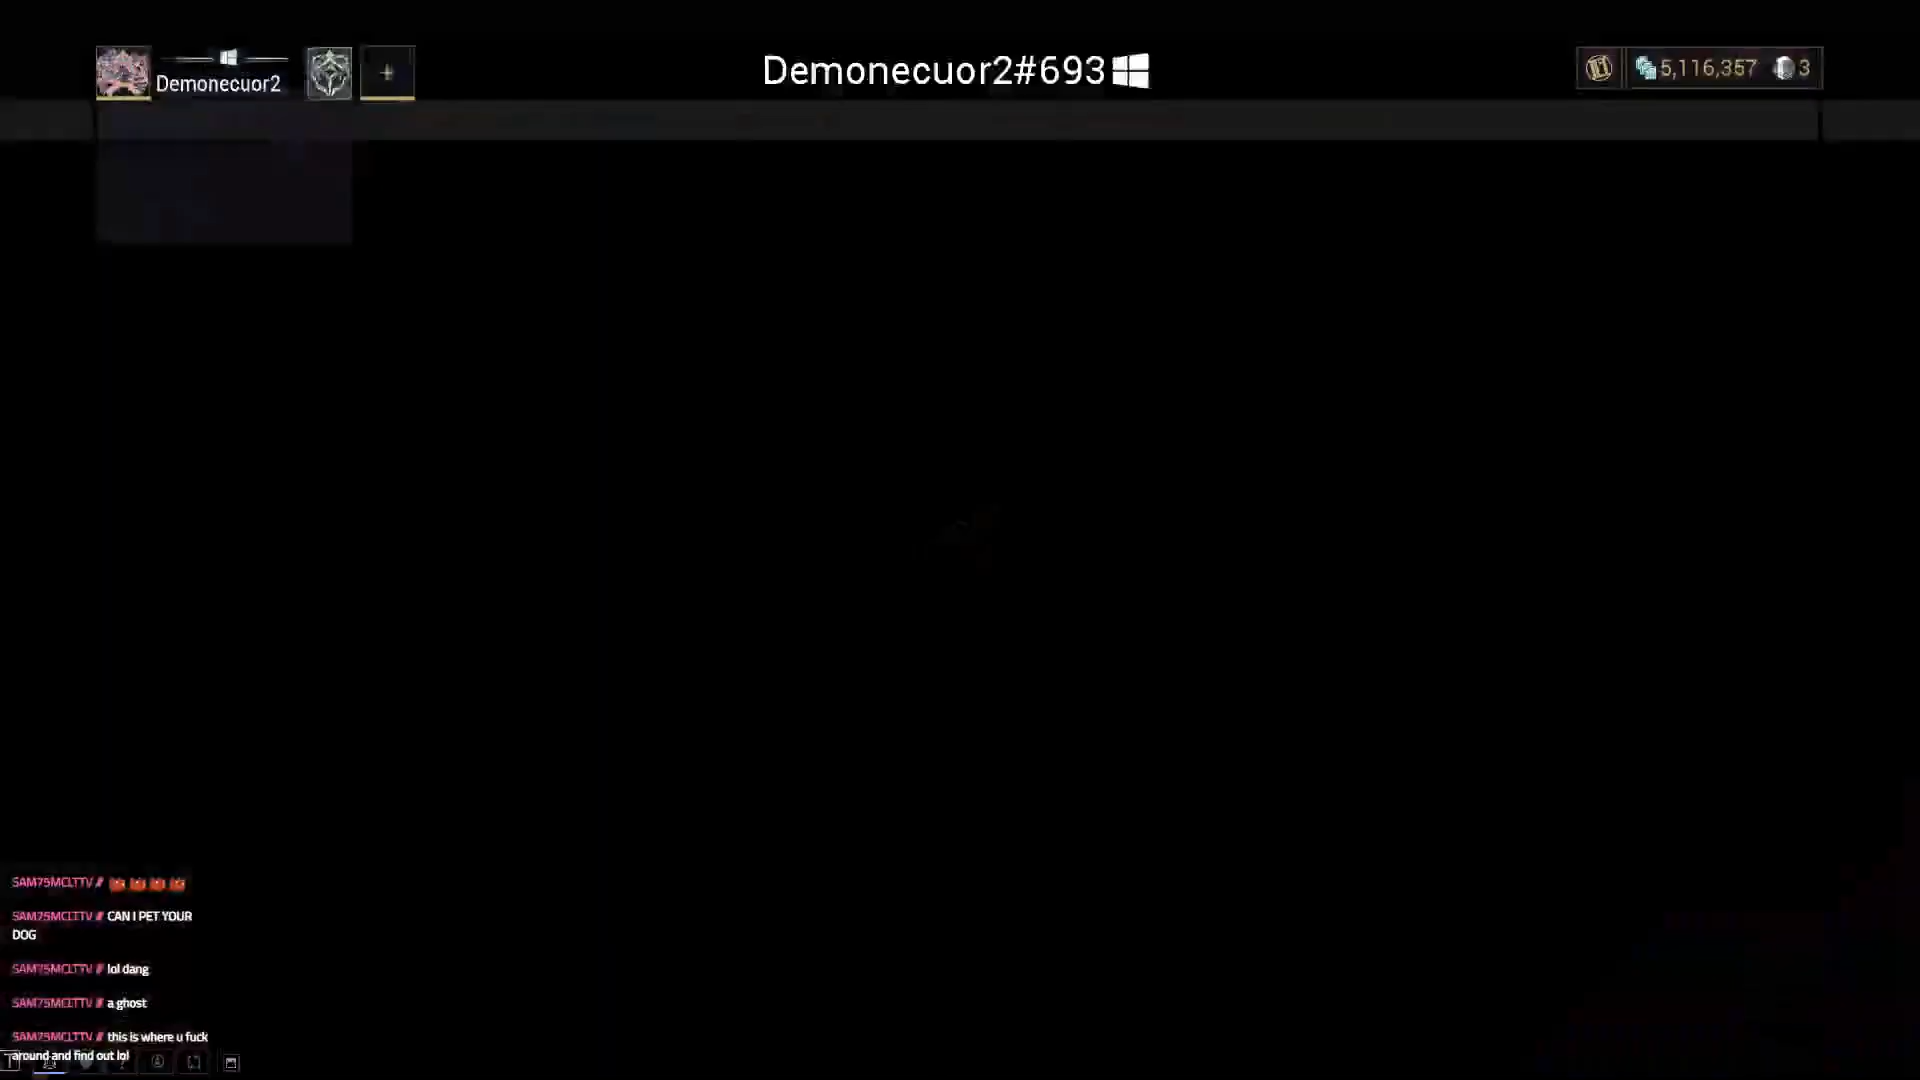 Demonecuor2
Demonecuor2#693
5,116,357 3
SAM75MCLTTV //
SAM75MCLTTV // CAN I PET YOUR
DOG
SAM75MCLTTV // lol dang
SAM75MCLTTV // a ghost
SAM75MCLTTV // this is where u fuck
around and find out lol